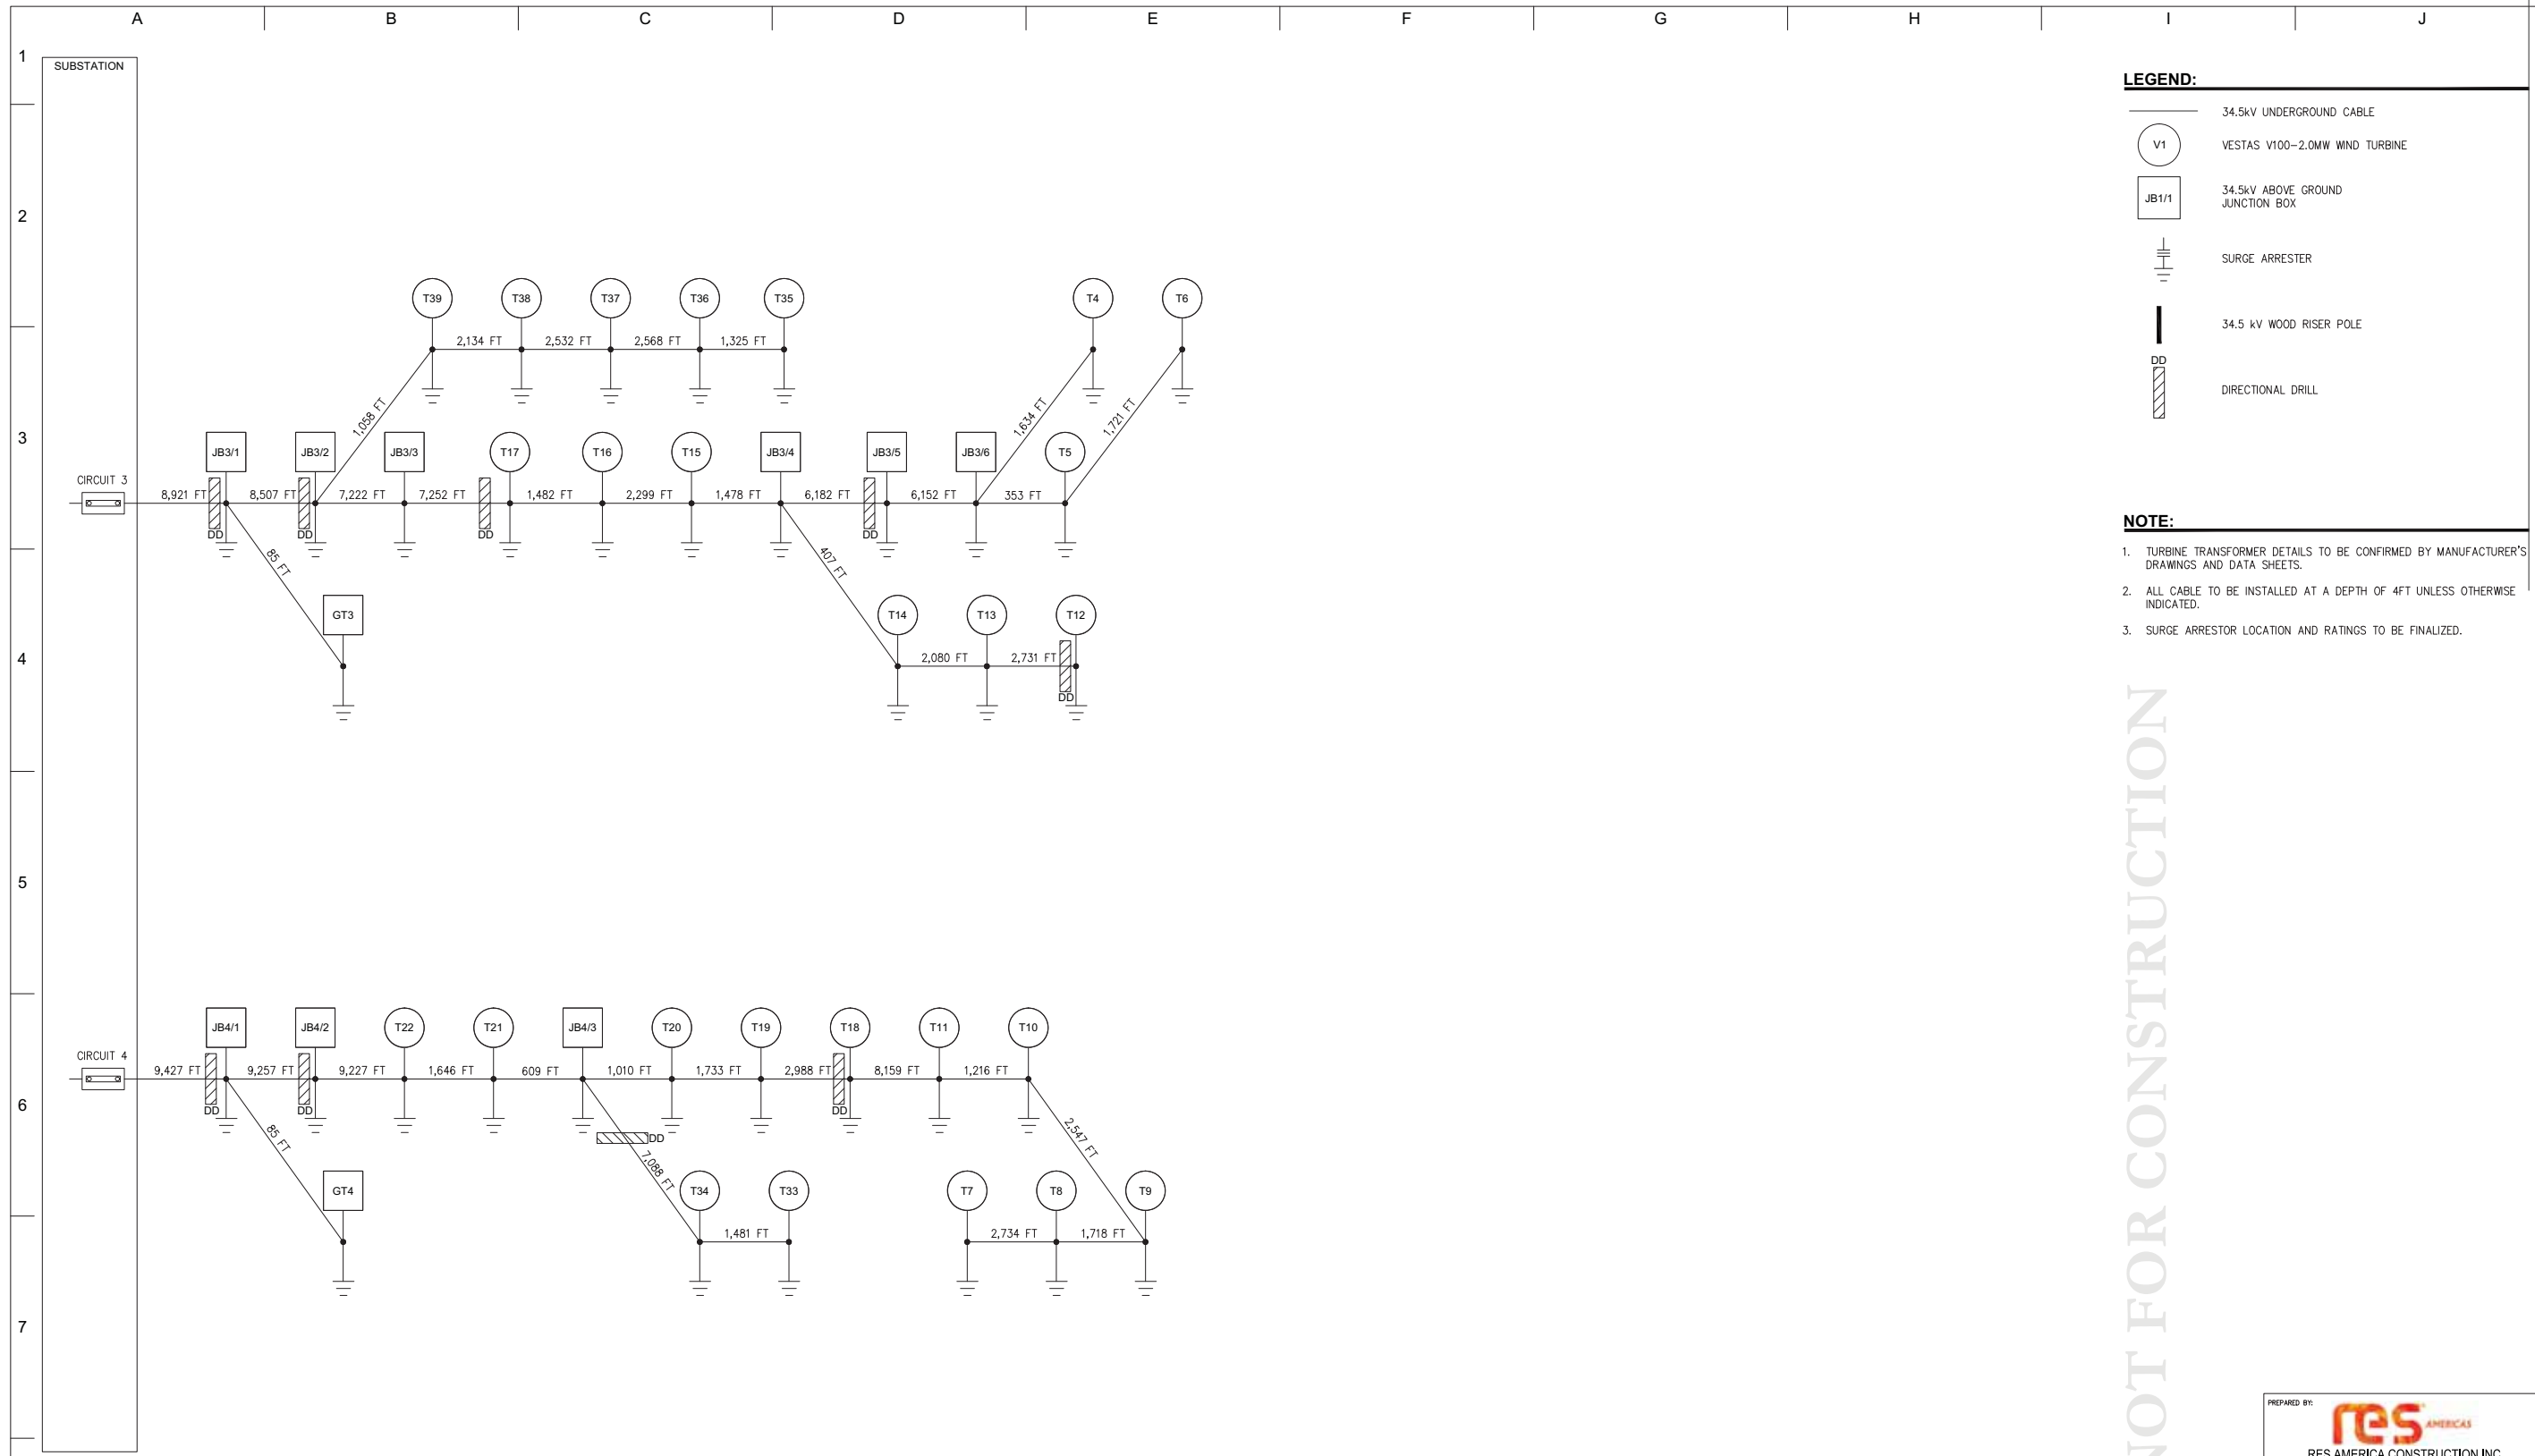 A B C D E F G H I J
1
2
3
4
5
6
7
SUBSTATION
T39 T38 T37 T36 T35 T4 T6
2,134 FT 2,532 FT 2,568 FT 1,325 FT
1,058 FT
1,634 FT
1,721 FT
JB3/1 JB3/2 JB3/3 T17 T16 T15 JB3/4 JB3/5 JB3/6 T5
CIRCUIT 3
8,921 FT 8,507 FT 7,222 FT 7,252 FT 1,482 FT 2,299 FT 1,478 FT 6,182 FT 6,152 FT 353 FT
DD DD DD DD
85 FT
407 FT
GT3 T14 T13 T12
2,080 FT 2,731 FT
DD
JB4/1 JB4/2 T22 T21 JB4/3 T20 T19 T18 T11 T10
CIRCUIT 4
9,427 FT 9,257 FT 9,227 FT 1,646 FT 609 FT 1,010 FT 1,733 FT 2,988 FT 8,159 FT 1,216 FT
DD DD DD
DD
85 FT
7,088 FT
2,547 FT
GT4 T34 T33 T7 T8 T9
1,481 FT 2,734 FT 1,718 FT
LEGEND:
34.5kV UNDERGROUND CABLE
V1 VESTAS V100-2.0MW WIND TURBINE
JB1/1 34.5kV ABOVE GROUND
JUNCTION BOX
SURGE ARRESTER
34.5 kV WOOD RISER POLE
DD
DIRECTIONAL DRILL
NOTE:
1. TURBINE TRANSFORMER DETAILS TO BE CONFIRMED BY MANUFACTURER'S
DRAWINGS AND DATA SHEETS.
2. ALL CABLE TO BE INSTALLED AT A DEPTH OF 4FT UNLESS OTHERWISE
INDICATED.
3. SURGE ARRESTOR LOCATION AND RATINGS TO BE FINALIZED.
NOT FOR CONSTRUCTION
PREPARED BY:
res AMERICAS
RES AMERICA CONSTRUCTION INC